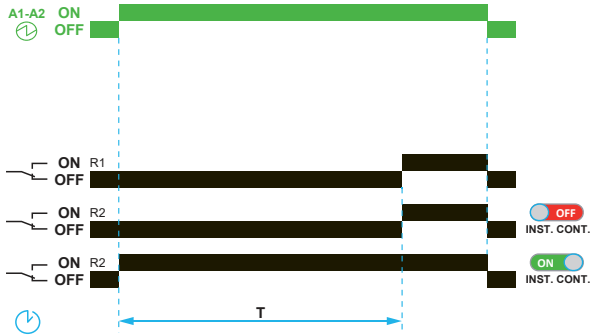 A1-A2 ON
OFF
ON R1
OFF
ON R2
OFF
OFF
INST. CONT.
ON R2
OFF
ON
INST. CONT.
T